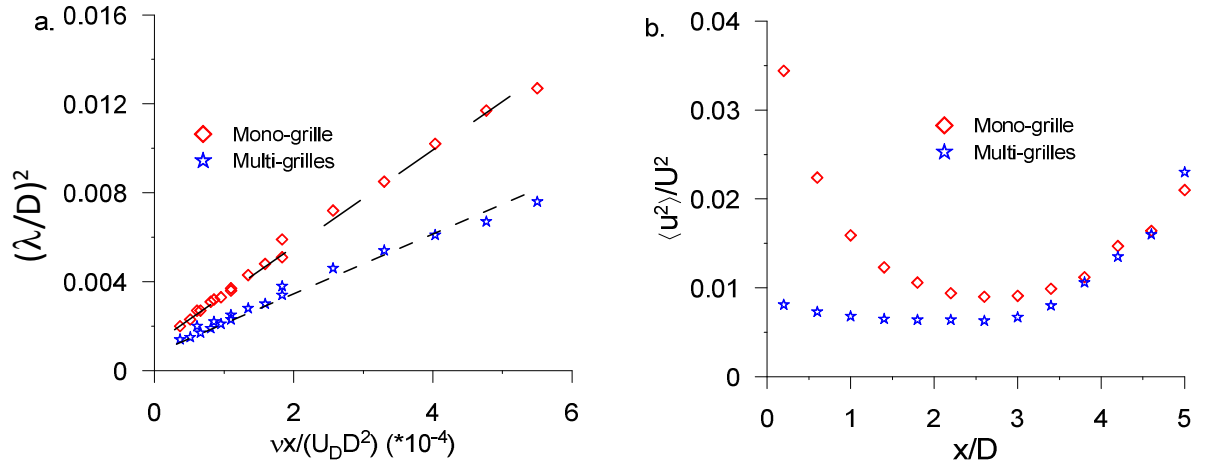 a.
0.016
0.012
0.008
0.004
0
(λ/D)²
Mono-grille
Multi-grilles
0 2 4 6
νx/(U_DD²) (*10⁻⁴)
b.
0.04
0.03
0.02
0.01
0
⟨u²⟩/U²
Mono-grille
Multi-grilles
0 1 2 3 4 5
x/D